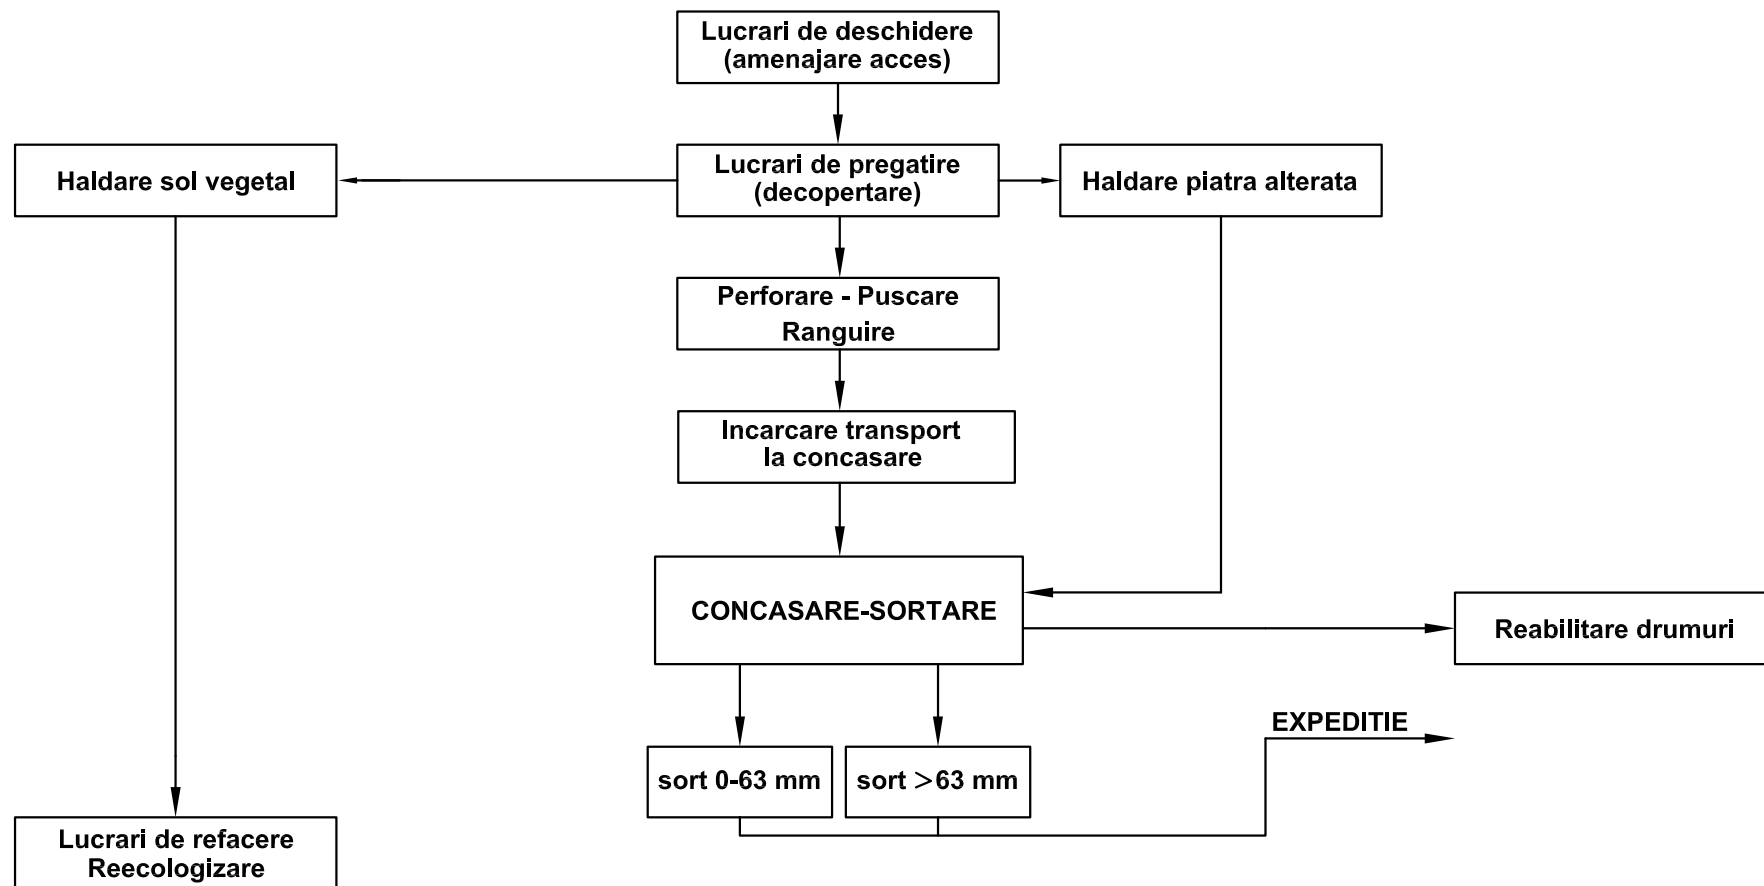 Lucrari de deschidere
(amenajare acces)
Haldare sol vegetal
Lucrari de pregatire
(decopertare)
Haldare piatra alterata
Perforare - Puscare
Ranguire
Incarcare transport
la concasare
CONCASARE-SORTARE
Reabilitare drumuri
EXPEDITIE
sort 0-63 mm
sort >63 mm
Lucrari de refacere
Reecologizare